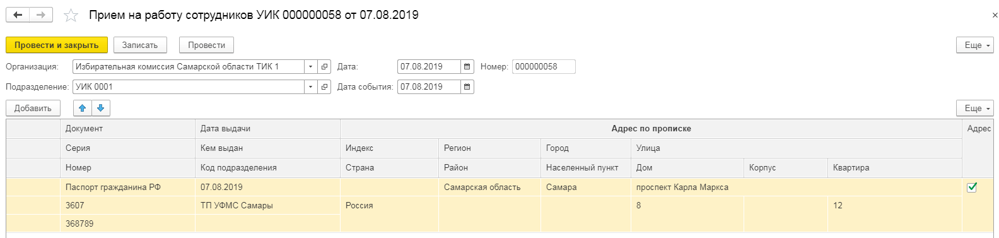 Прием на работу сотрудников УИК 000000058 от 07.08.2019
Провести и закрыть Записать Провести Еще
Организация: Избирательная комиссия Самарской области ТИК 1 Дата: 07.08.2019 Номер: 000000058
Подразделение: УИК 0001 Дата события: 07.08.2019
Добавить Еще
Документ Дата выдачи Адрес по прописке Адрес
Серия Кем выдан Индекс Регион Город Улица
Номер Код подразделения Страна Район Населенный пункт Дом Корпус Квартира
Паспорт гражданина РФ 07.08.2019 Самарская область Самара проспект Карла Маркса
3607 ТП УФМС Самары Россия 8 12
368789